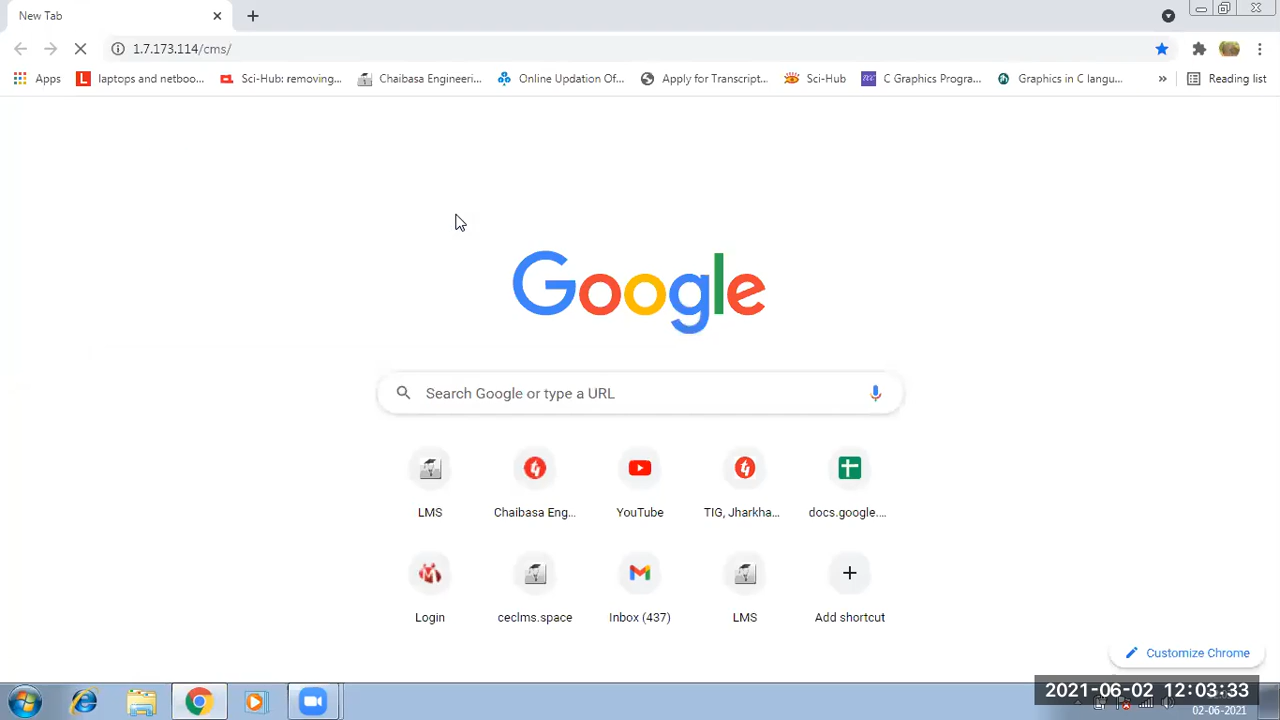 New Tab
1.7.173.114/cms/
Apps
laptops and netboo...
Sci-Hub: removing...
Chaibasa Engineeri...
Online Updation Of...
Apply for Transcript...
Sci-Hub
C Graphics Progra...
Graphics in C langu...
»
Reading list
Google
Search Google or type a URL
LMS
Chaibasa Eng...
YouTube
TIG, Jharkha...
docs.google....
Login
ceclms.space
Inbox (437)
LMS
Add shortcut
Customize Chrome
2021-06-02 12:03:33
02-06-2021